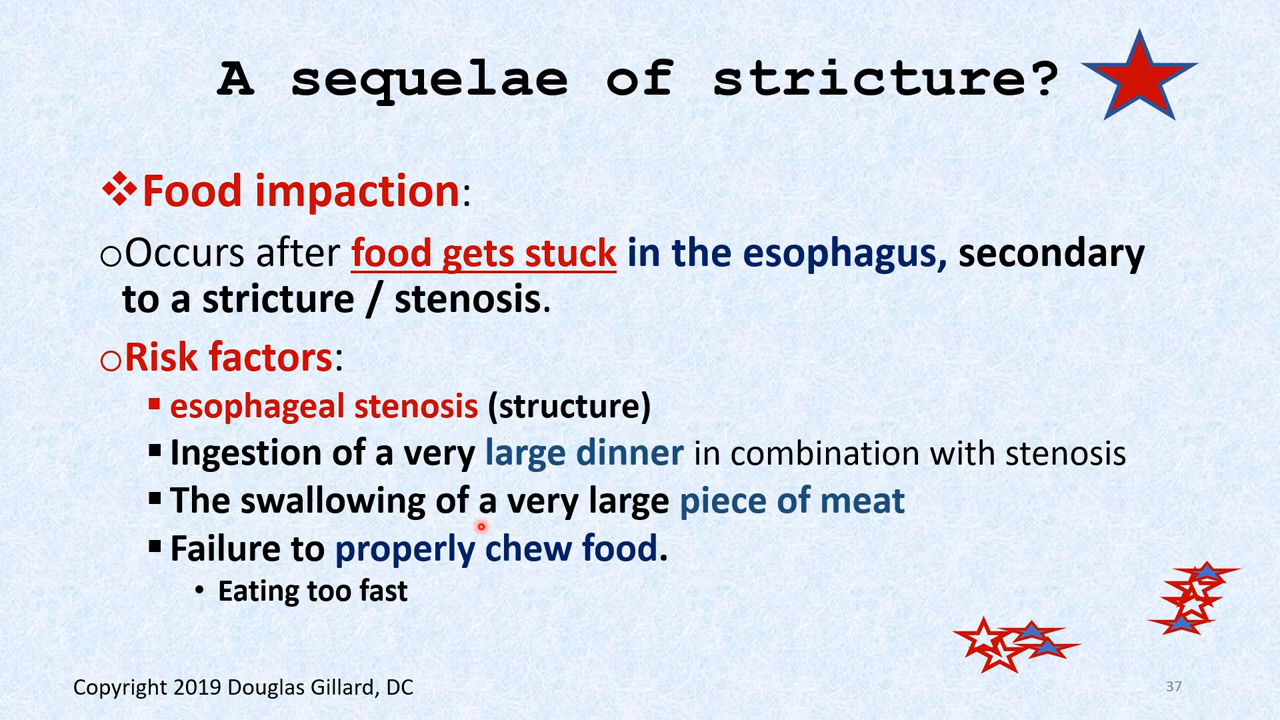 A sequelae of stricture?
❖Food impaction:
oOccurs after food gets stuck in the esophagus, secondary
to a stricture / stenosis.
oRisk factors:
▪ esophageal stenosis (structure)
▪ Ingestion of a very large dinner in combination with stenosis
▪ The swallowing of a very large piece of meat
▪ Failure to properly chew food.
• Eating too fast
Copyright 2019 Douglas Gillard, DC
37